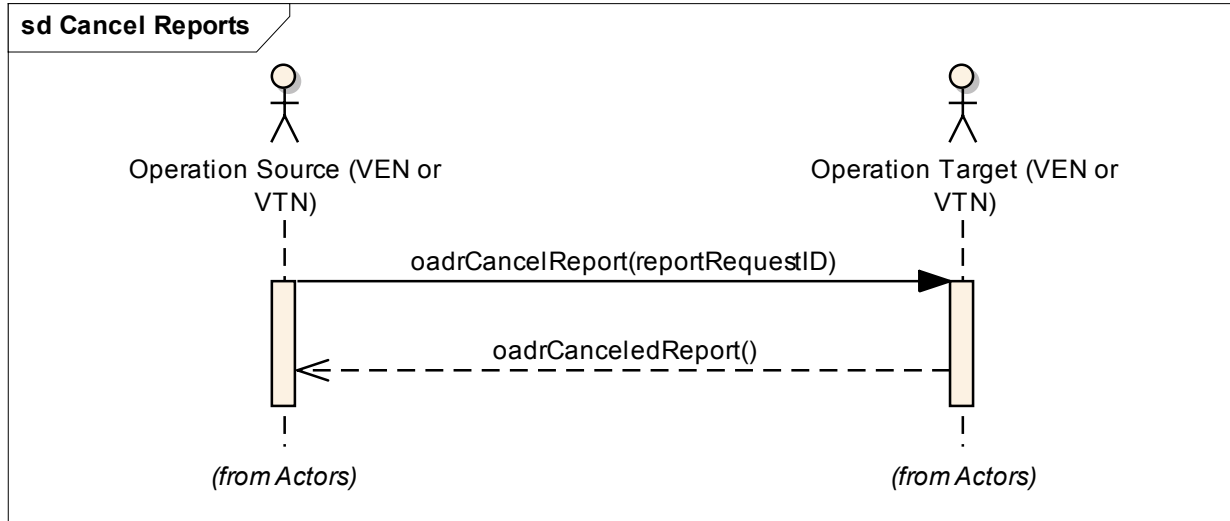 sd Cancel Reports
Operation Source (VEN or
VTN)
Operation Target (VEN or
VTN)
oadrCancelReport(reportRequestID)
oadrCanceledReport()
(from Actors)
(from Actors)